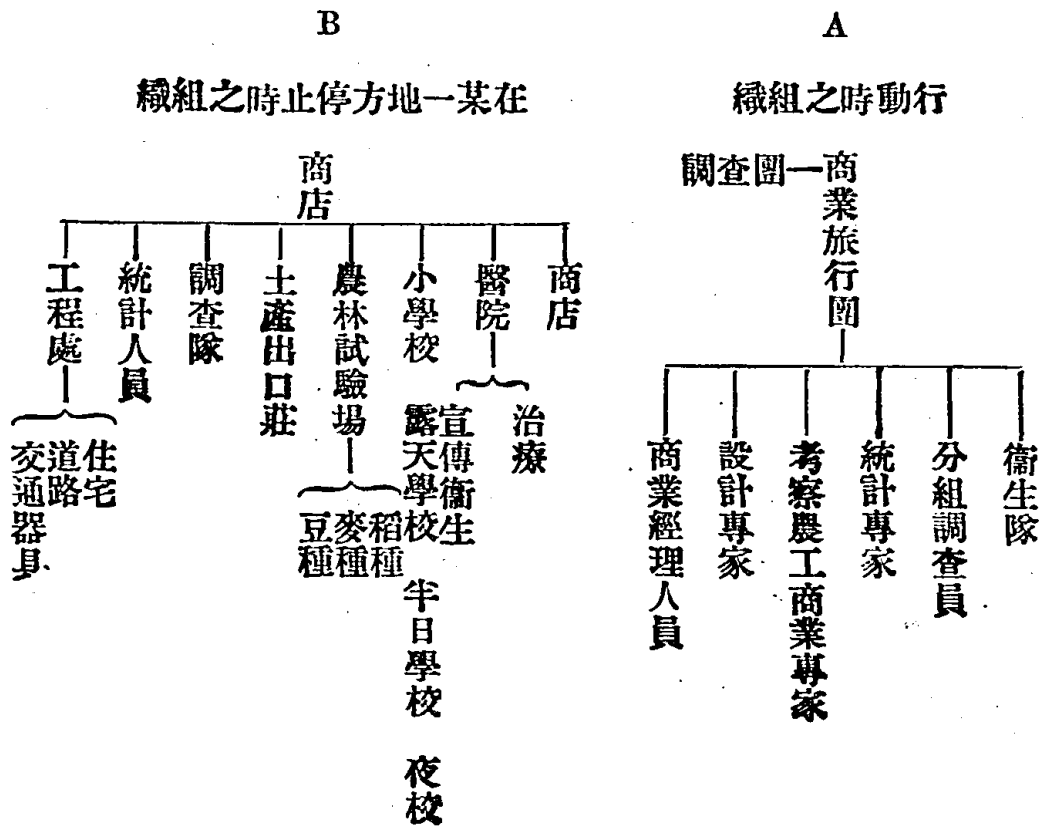 A
行動時之組織
商業旅行團—調查團
衞生隊
分組調查員
統計專家
考察農工商業專家
設計專家
商業經理人員
B
在某一地方停止時之組織
商店
商店
醫院
治療
宣傳衞生
小學校　露天學校　半日學校　夜校
農林試驗場
稻種
麥種
豆種
土產出口莊
調查隊
統計人員
工程處
住宅
道路
交通器具